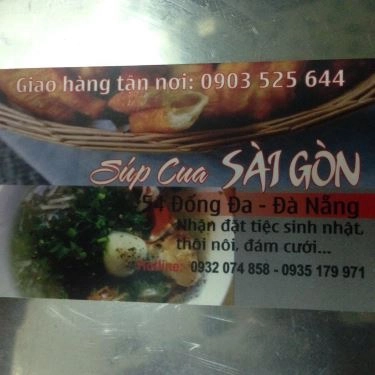 Giao hàng tân nơi: 0903 525 644
Súp Cua SÀI GÒN
54 Đống Đa - Đà Nẵng
Nhận đặt tiệc sinh nhật,
thôi nôi, đám cưới...
Hotline: 0932 074 858 - 0935 179 971